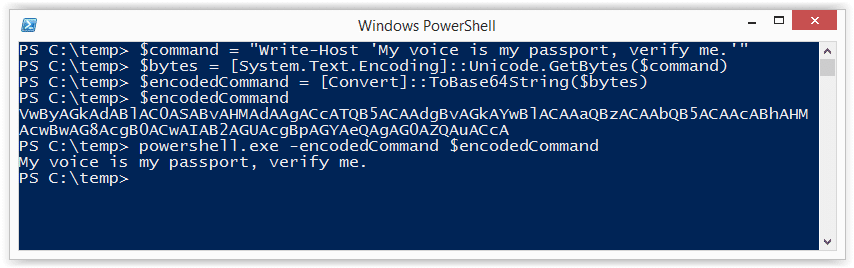 Windows PowerShell
PS C:\temp> $command = "Write-Host 'My voice is my passport, verify me.'"
PS C:\temp> $bytes = [System.Text.Encoding]::Unicode.GetBytes($command)
PS C:\temp> $encodedCommand = [Convert]::ToBase64String($bytes)
PS C:\temp> $encodedCommand
VwByAGkAdABlAC0ASABvAHMAdAAgACcATQB5ACAAdgBvAGkAYwBlACAAaQBzACAAbQB5ACAAcABhAHM
AcwBwAG8AcgB0ACwAIAB2AGUAcgBpAGYAeQAgAG0AZQAuACcA
PS C:\temp> powershell.exe -encodedCommand $encodedCommand
My voice is my passport, verify me.
PS C:\temp>